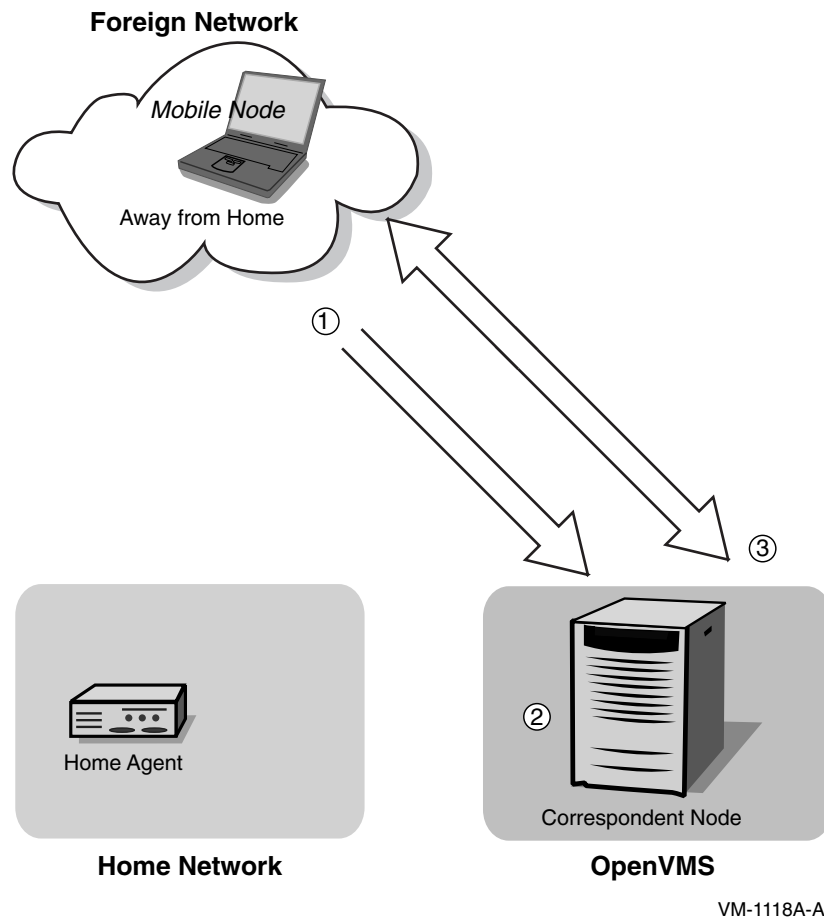 Foreign Network
Mobile Node
Away from Home
①
③
②
Home Agent
Correspondent Node
Home Network
OpenVMS
VM-1118A-AI